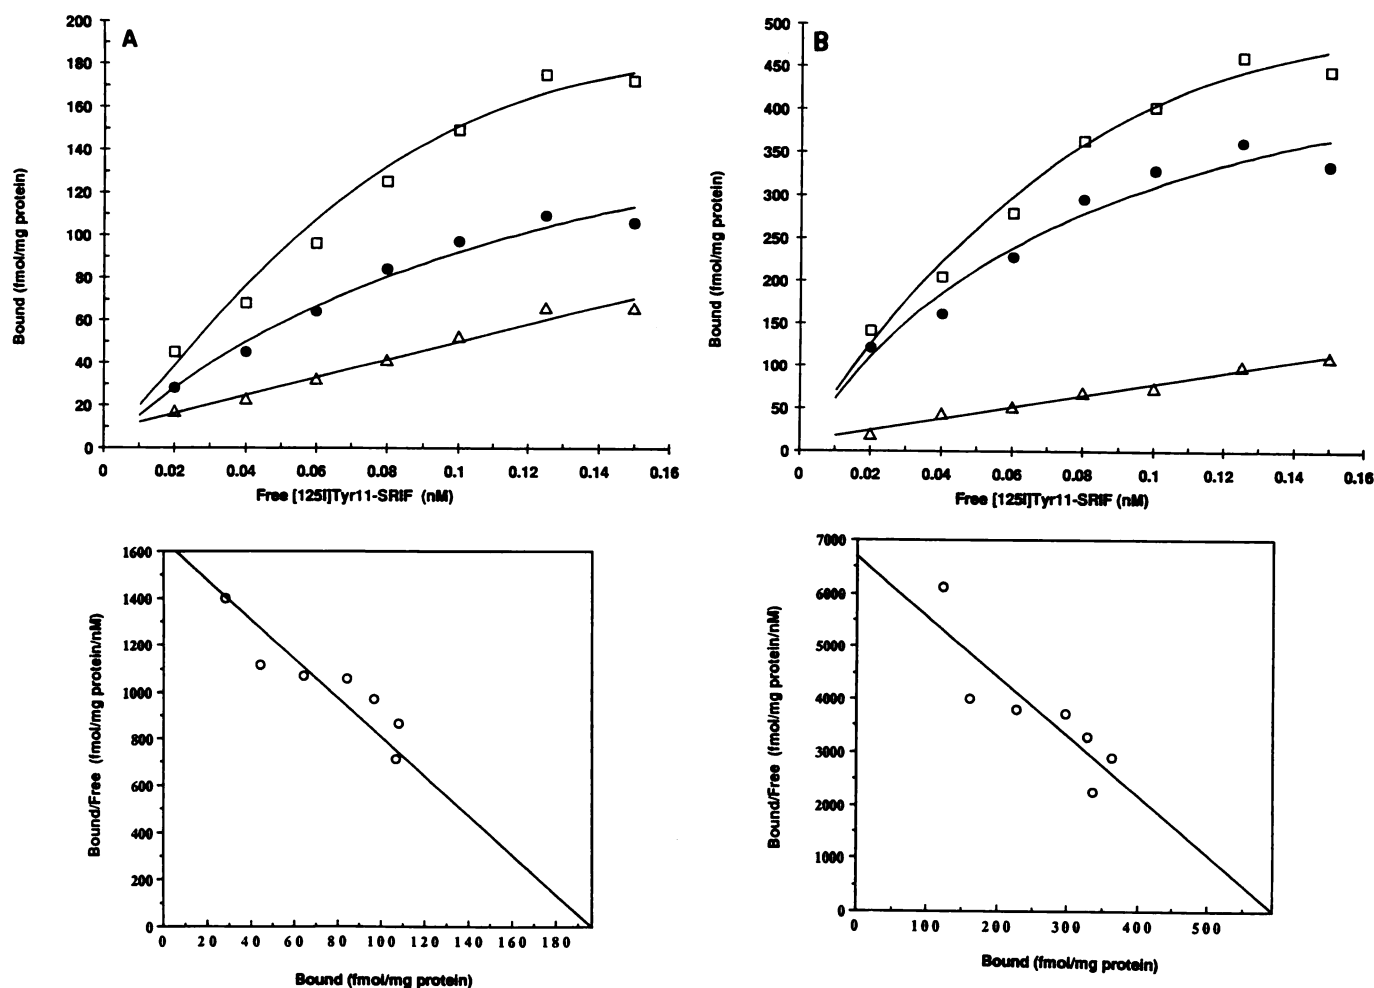 A
200
180
160
140
120
100
80
60
40
20
0
Bound (fmol/mg protein)
0 0.02 0.04 0.06 0.08 0.1 0.12 0.14 0.16
Free [125I]Tyr11-SRIF (nM)
B
500
450
400
350
300
250
200
150
100
50
0
Bound (fmol/mg protein)
0 0.02 0.04 0.06 0.08 0.1 0.12 0.14 0.16
Free [125I]Tyr11-SRIF (nM)
1600
1400
1200
1000
800
600
400
200
0
Bound/Free (fmol/mg protein/nM)
0 20 40 60 80 100 120 140 160 180
Bound (fmol/mg protein)
7000
6000
5000
4000
3000
2000
1000
0
Bound/Free (fmol/mg protein/nM)
0 100 200 300 400 500
Bound (fmol/mg protein)